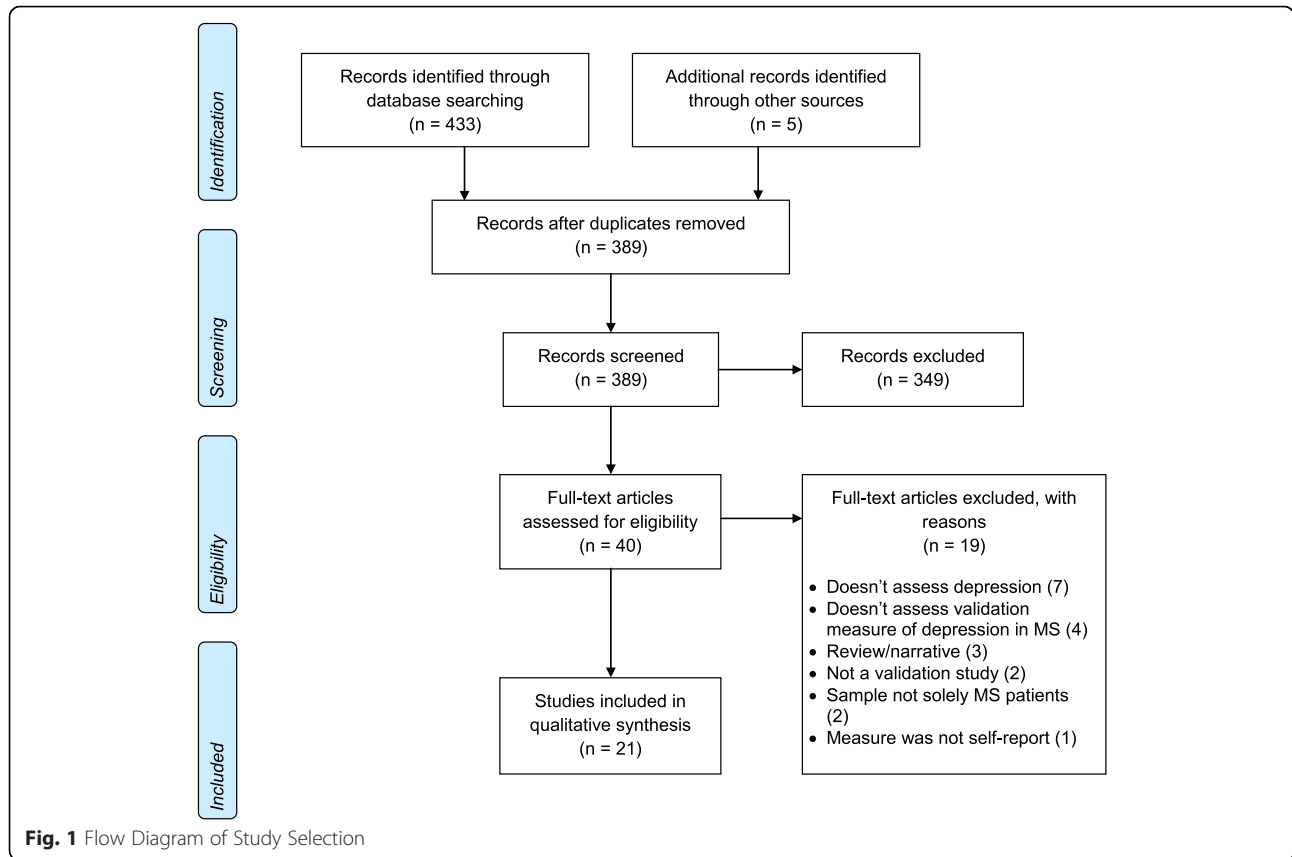 Identification
Records identified through
database searching
(n = 433)
Additional records identified
through other sources
(n = 5)
Records after duplicates removed
(n = 389)
Screening
Records screened
(n = 389)
Records excluded
(n = 349)
Eligibility
Full-text articles
assessed for eligibility
(n = 40)
Full-text articles excluded, with
reasons
(n = 19)
• Doesn't assess depression (7)
• Doesn't assess validation
measure of depression in MS (4)
• Review/narrative (3)
• Not a validation study (2)
• Sample not solely MS patients
(2)
• Measure was not self-report (1)
Included
Studies included in
qualitative synthesis
(n = 21)
Fig. 1 Flow Diagram of Study Selection